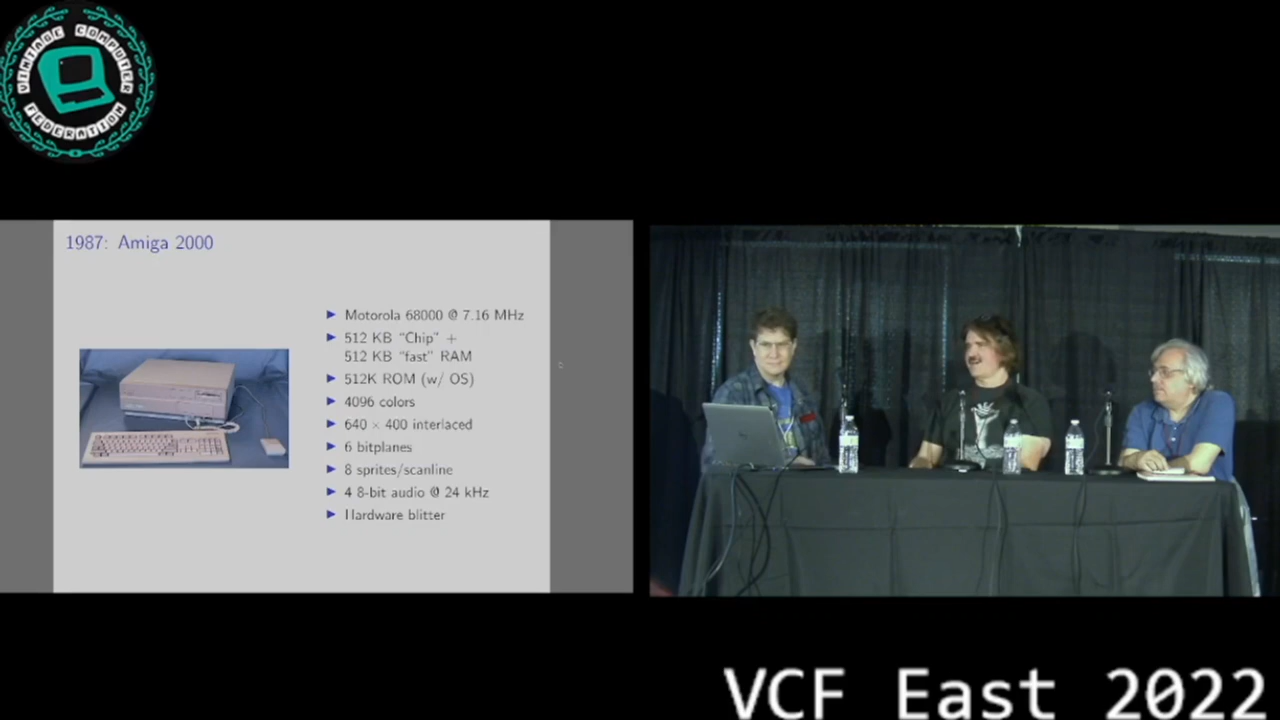 VINTAGE COMPUTER
FEDERATION
1987: Amiga 2000
Motorola 68000 @ 7.16 MHz
512 KB "Chip" +
512 KB "fast" RAM
512K ROM (w/ OS)
4096 colors
640 × 400 interlaced
6 bitplanes
8 sprites/scanline
4 8-bit audio @ 24 kHz
Hardware blitter
VCF East 2022